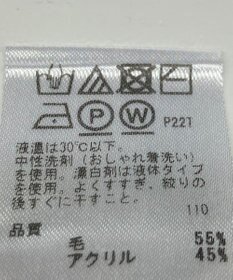 P
W
P221
液温は30℃以下。
中性洗剤（おしゃれ着洗い）
を使用。漂白剤は液体タイプ
を使用。よくすすぎ、絞りの
後すぐに干すこと。
110
品質
毛 55%
アクリル 45%